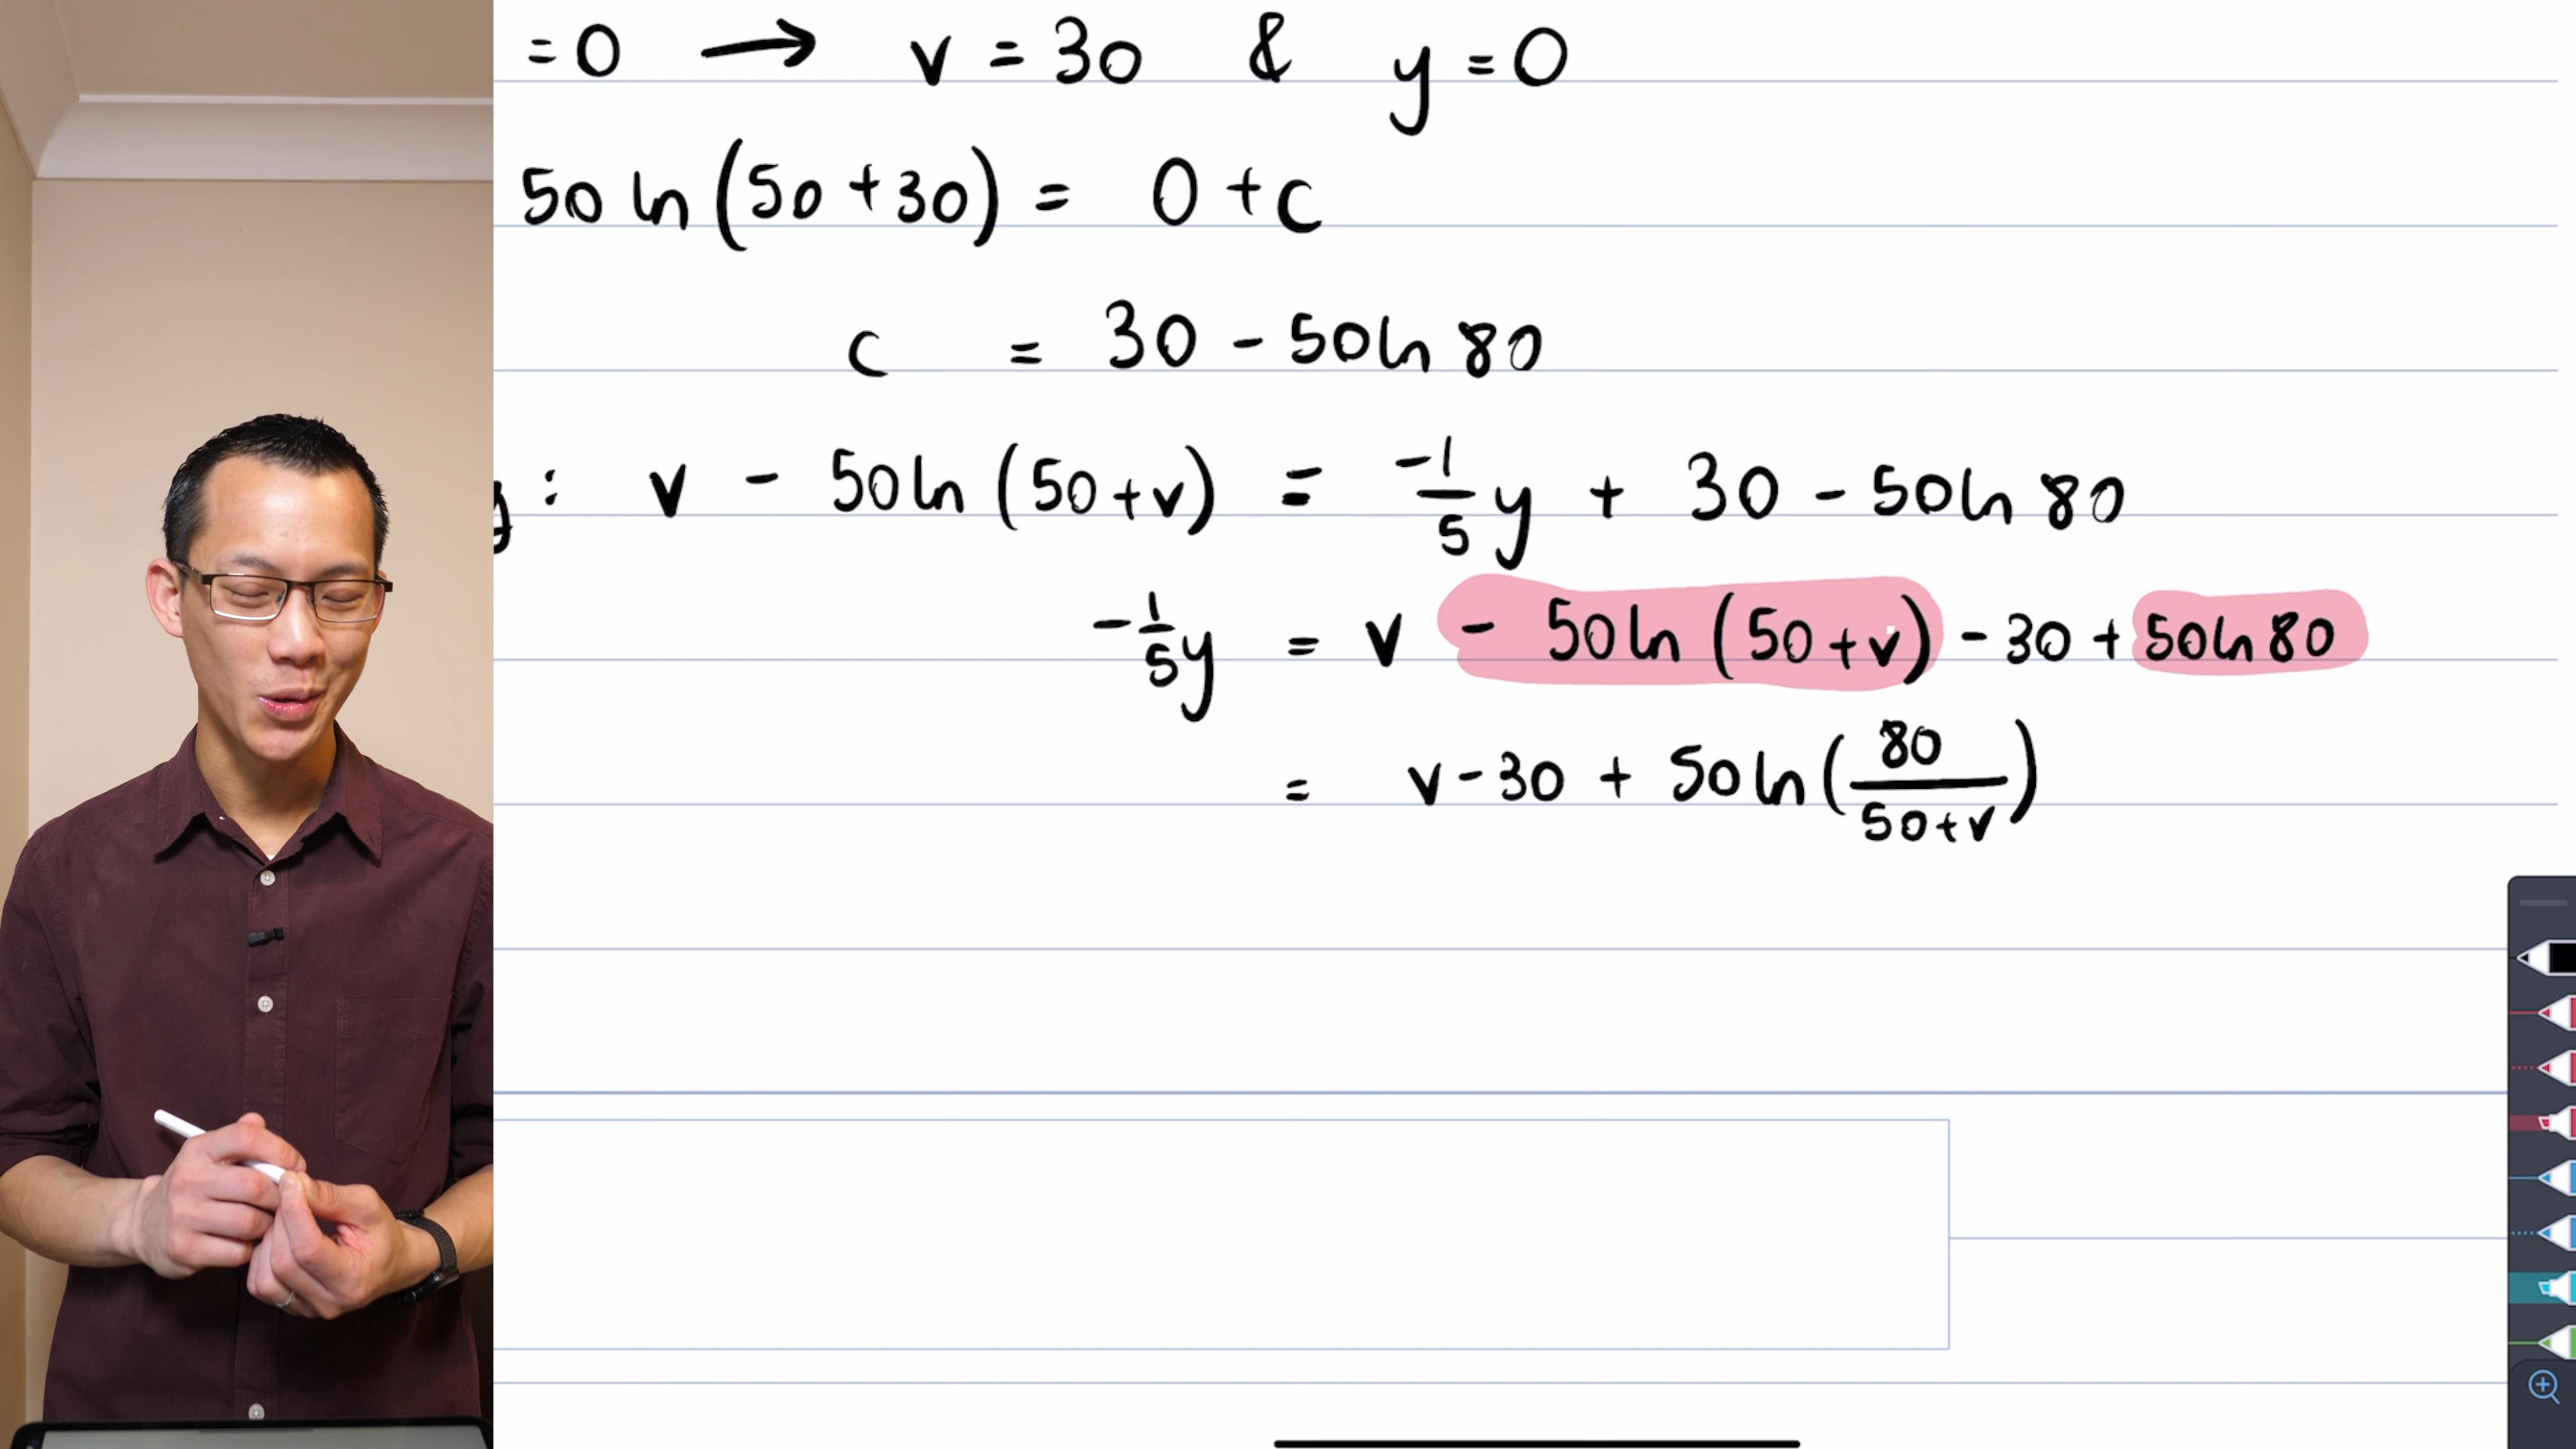 = 0 → v = 30 & y = 0
50 ln (50 + 30) = 0 + c
c = 30 - 50 ln 80
y : v - 50 ln (50 + v) = -1/5 y + 30 - 50 ln 80
-1/5 y = v - 50 ln (50 + v) - 30 + 50 ln 80
= v - 30 + 50 ln (80/(50 + v))